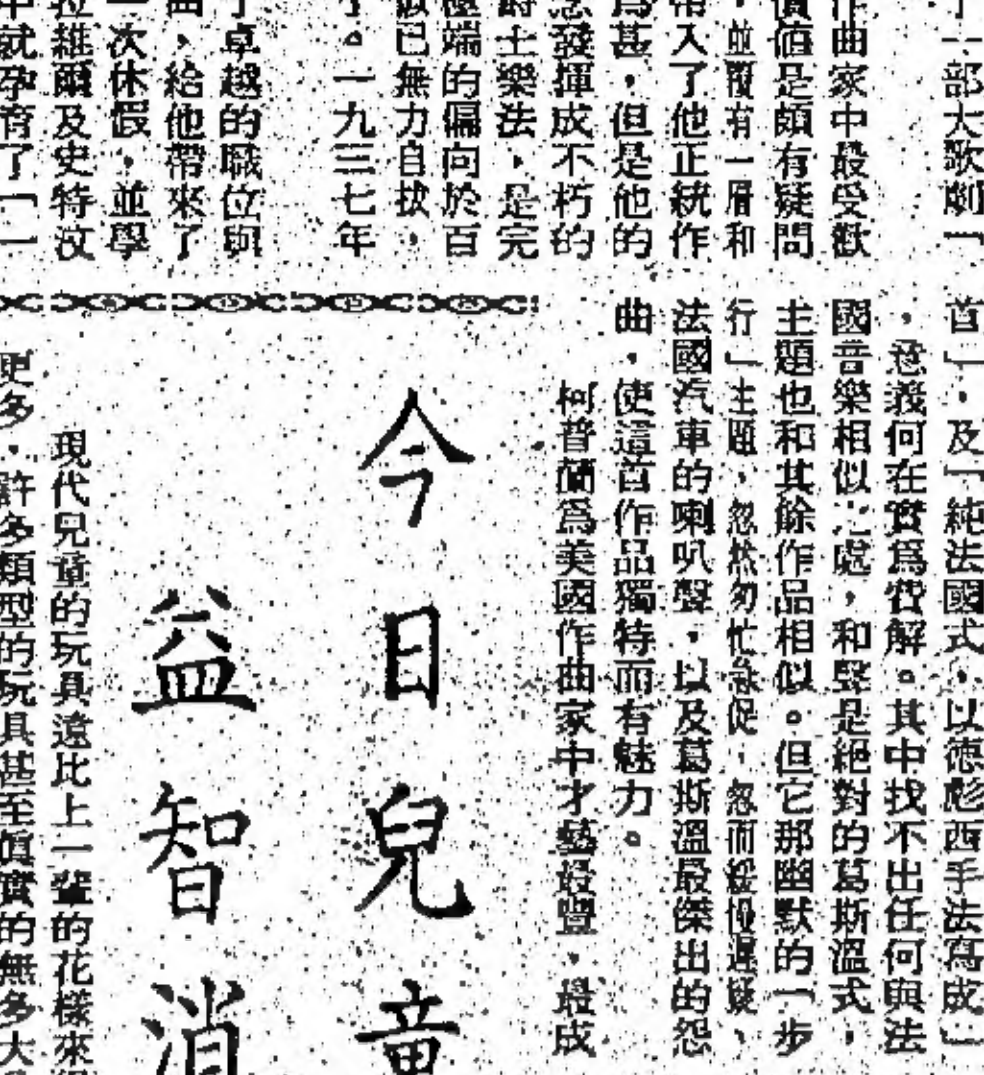 一部大歌劇「一
作曲家中最受歡
價值是頗有疑問
，並覆有一層和
帶入了他正統作
為甚，但是他的
念發揮成不朽的
爵士樂法，是完
極端的偏向於百
彼已無力自拔，
。一九三七年
卓越的職位與
曲，給他帶來了
一次休假，並學
拉維爾及史特汶
中就孕育了「一
首」，及「純法國式，以德彪西手法寫成」
，意義何在實爲費解。其中找不出任何與法
國音樂相似之處，和聲是絕對的葛斯溫式，
主題也和其餘作品相似。但它那幽默的「步
行」主題，忽然匆忙急促，忽而緩慢遲疑、
法國汽車的喇叭聲，以及葛斯溫最傑出的怨
曲，使這首作品獨特而有魅力。
柯普蘭爲美國作曲家中才藝最豐，最成
今日兒童
益智消
現代兒童的玩具遠比上一輩的花樣來
更多，許多類型的玩具甚至真實的無多大